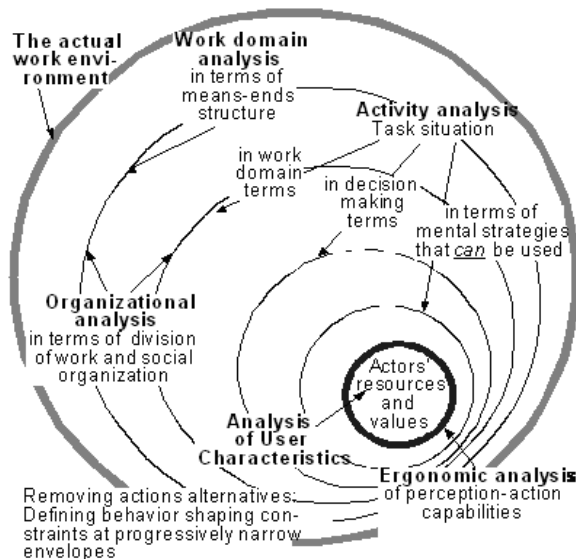 The actual
work envi-
ronment
Work domain
analysis
in terms of
means-ends
structure
Activity analysis
Task situation
in work
domain
terms
in decision
making
terms
in terms of
mental strategies
that can be used
Organizational
analysis
in terms of division
of work and social
organization
Actors'
resources
and
values
Analysis
of User
Characteristics
Ergonomic analysis
of perception-action
capabilities
Removing actions alternatives:
Defining behavior shaping con-
straints at progressively narrow
envelopes